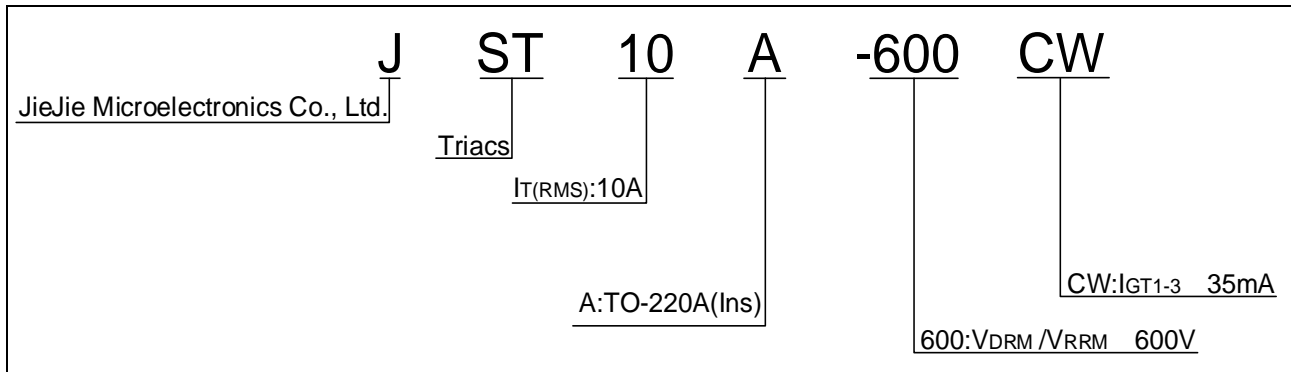 J ST 10 A -600 CW
JieJie Microelectronics Co., Ltd.
Triacs
IT(RMS):10A
CW:IGT1-3 35mA
A:TO-220A(Ins)
600:VDRM /VRRM 600V